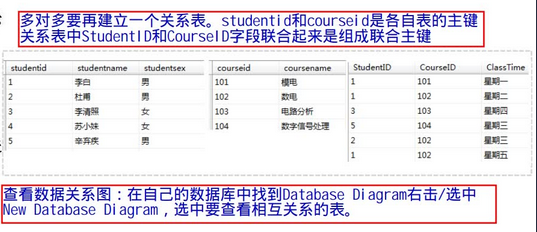 多对多要再建立一个关系表。studentid和courseid是各自表的主键
关系表中StudentID和CourseID字段联合起来是组成联合主键
studentid studentname studentsex
1 李白 男
2 杜甫 男
3 李清照 女
4 苏小妹 女
5 辛弃疾 男
courseid coursename
101 模电
102 数电
103 电路分析
104 数字信号处理
StudentID CourseID ClassTime
1 101 星期一
1 102 星期二
3 103 星期四
5 104 星期三
2 102 星期三
1 102 星期五
查看数据关系图：在自己的数据库中找到Database Diagram右击/选中
New Database Diagram，选中要查看相互关系的表。